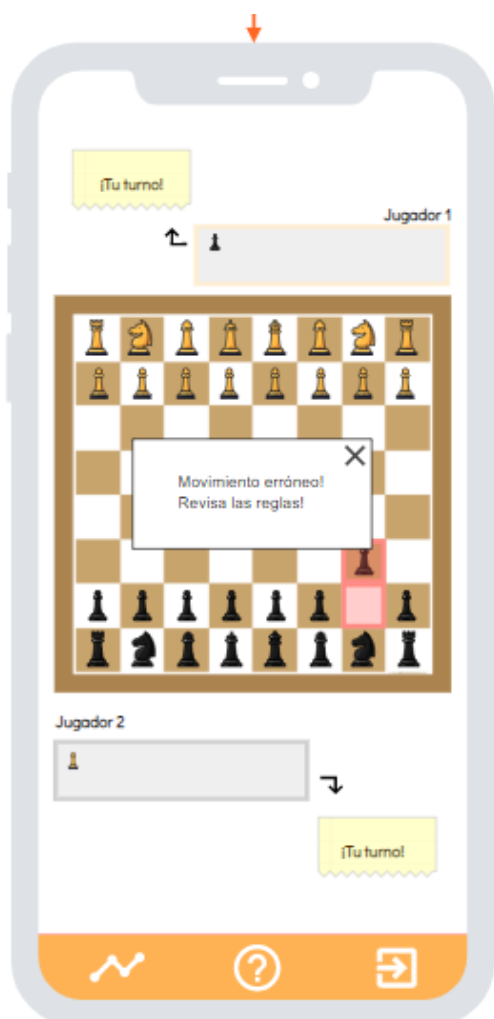 ¡Tu turno!
Jugador 1
Movimiento erróneo!
Revisa las reglas!
Jugador 2
¡Tu turno!